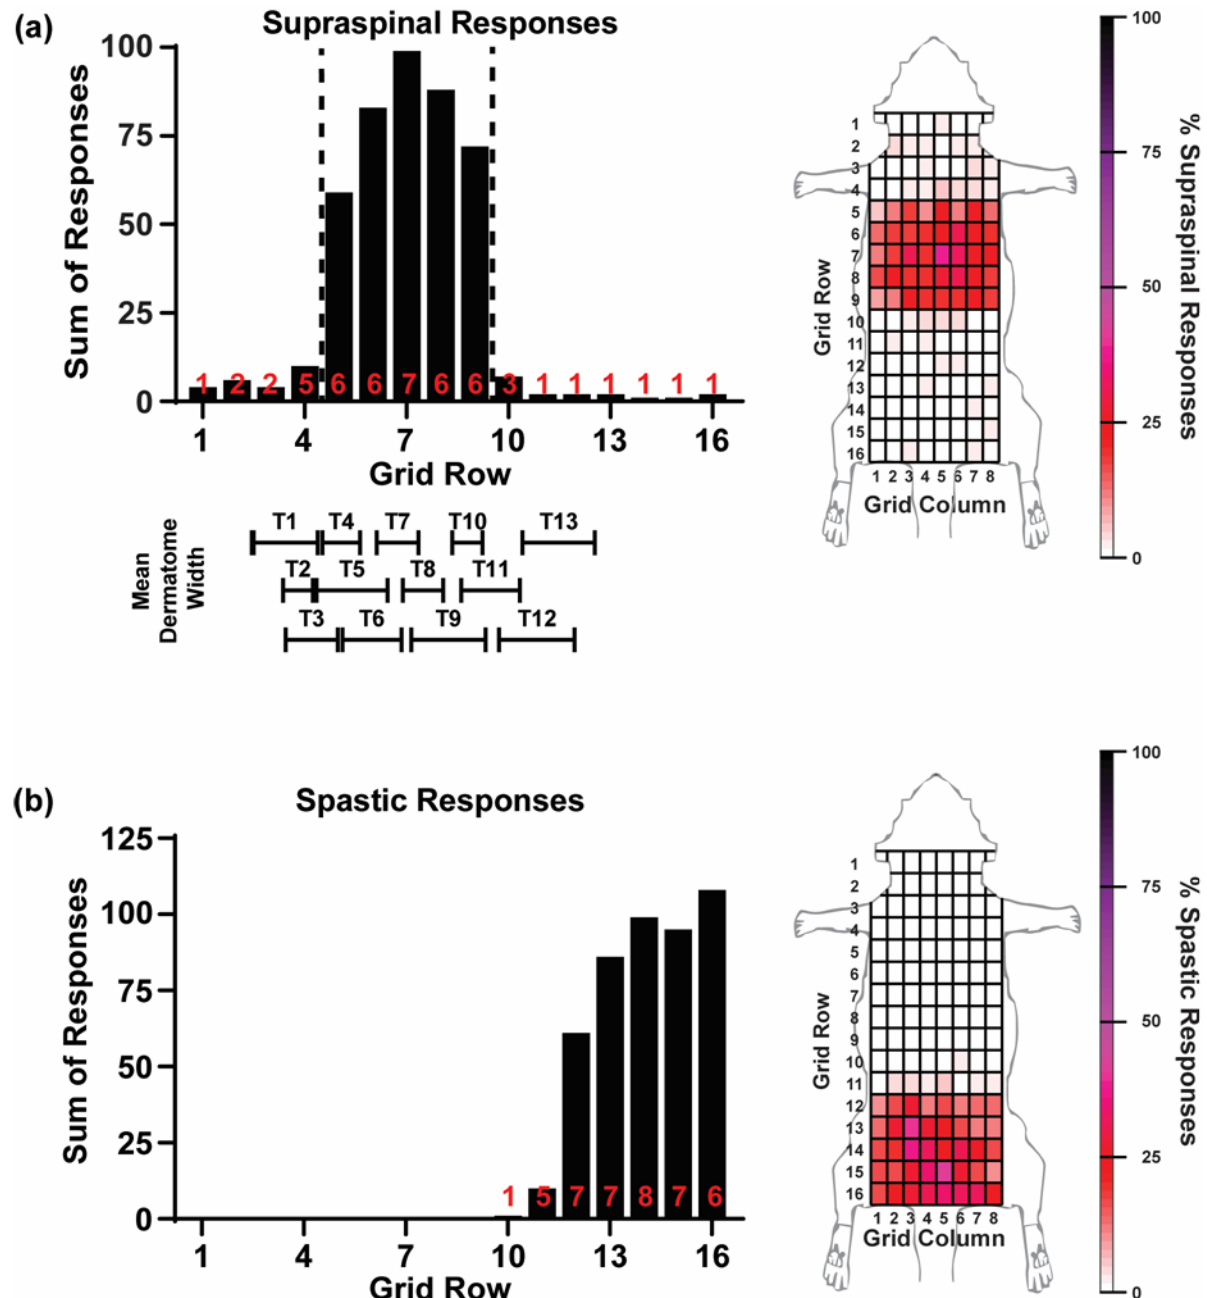 (a)
Supraspinal Responses
100
75
50
25
0
Sum of Responses
1 2 2 5 6 6 7 6 6 3 1 1 1 1 1 1
1 4 7 10 13 16
Grid Row
Mean
Dermatome
Width
T1 T4 T7 T10 T13
T2 T5 T8 T11
T3 T6 T9 T12
1
2
3
4
5
6
7
8
9
10
11
12
13
14
15
16
Grid Row
1 2 3 4 5 6 7 8
Grid Column
100
75
50
25
0
% Supraspinal Responses
(b)
Spastic Responses
125
100
75
50
25
0
Sum of Responses
1 5 7 7 8 7 6
1 4 7 10 13 16
Grid Row
1
2
3
4
5
6
7
8
9
10
11
12
13
14
15
16
Grid Row
1 2 3 4 5 6 7 8
Grid Column
100
75
50
25
0
% Spastic Responses